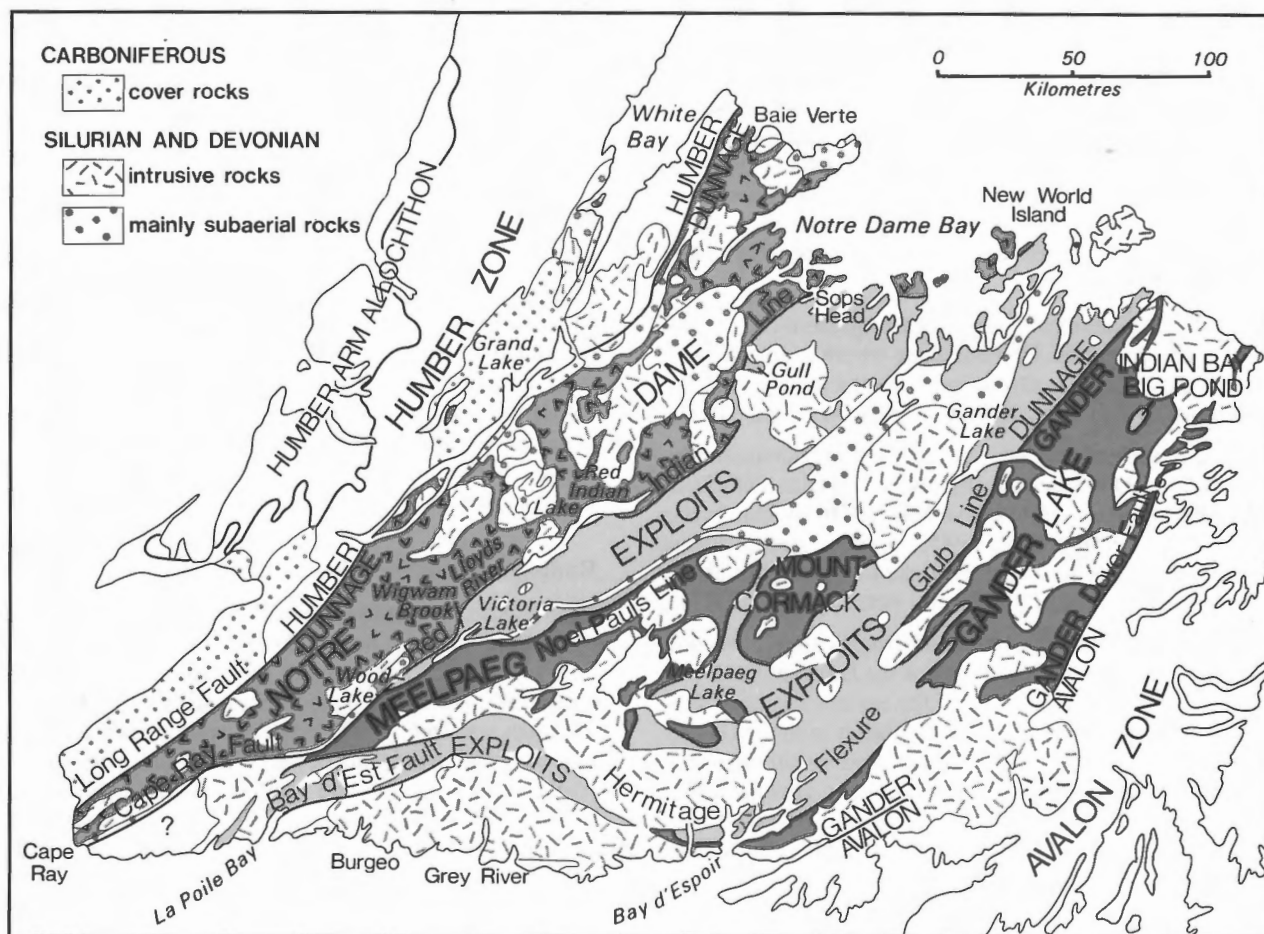 CARBONIFEROUS
cover rocks
SILURIAN AND DEVONIAN
intrusive rocks
mainly subaerial rocks
0 50 100
Kilometres
White
Bay
Baie Verte
HUMBER
DUNNAGE
New World
Island
Notre Dame Bay
HUMBER ARM ALLOCHTHON
HUMBER ZONE
Sops
Head
Grand
Lake
NOTRE DAME
Gull
Pond
INDIAN BAY
BIG POND
DUNNAGE
GANDER
Gander
Lake
Red
Indian
Lake
Red Indian Line
EXPLOITS
GANDER LAKE
HUMBER
DUNNAGE
Lloyds
River
Wigwam
Brook
Victoria
Lake
Noel Pauls Line
MOUNT
CORMACK
Grub Line
Dover Fault
GANDER
AVALON
Wood
Lake
MEELPAEG
Meelpaeg
Lake
EXPLOITS
Long Range Fault
Cape Ray Fault
Bay d'Est Fault
EXPLOITS
Hermitage Flexure
GANDER
AVALON
AVALON ZONE
?
Cape
Ray
La Poile Bay
Burgeo
Grey River
Bay d'Espoir